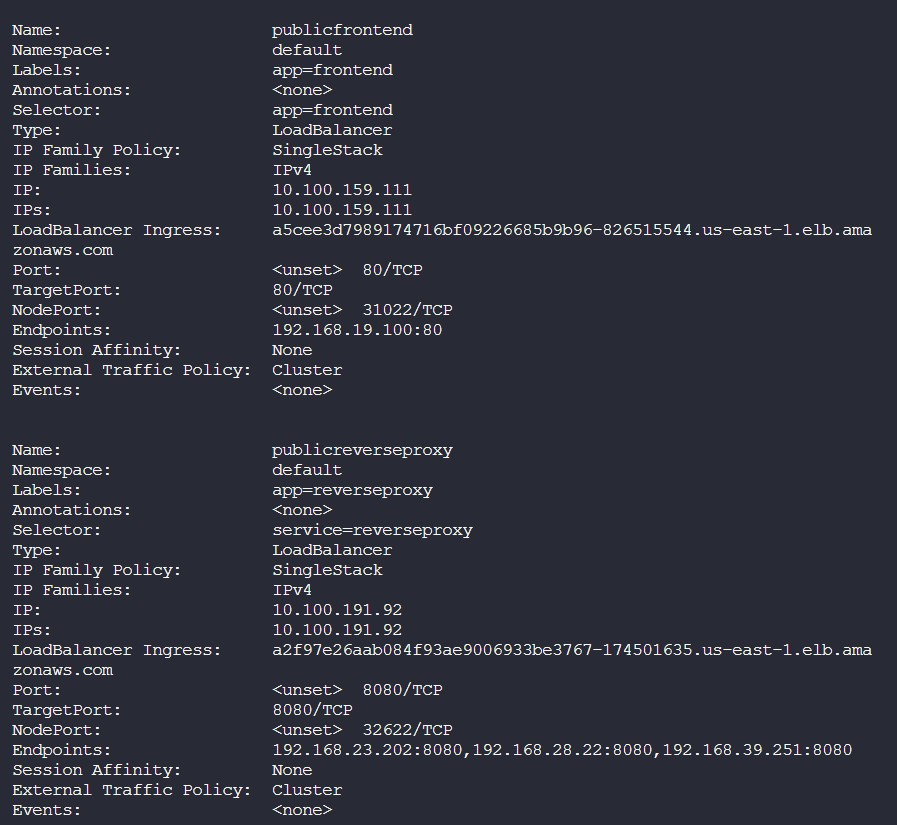 Name:                     publicfrontend
Namespace:                default
Labels:                   app=frontend
Annotations:              <none>
Selector:                 app=frontend
Type:                     LoadBalancer
IP Family Policy:         SingleStack
IP Families:              IPv4
IP:                       10.100.159.111
IPs:                      10.100.159.111
LoadBalancer Ingress:     a5cee3d7989174716bf09226685b9b96-826515544.us-east-1.elb.ama
zonaws.com
Port:                     <unset>  80/TCP
TargetPort:               80/TCP
NodePort:                 <unset>  31022/TCP
Endpoints:                192.168.19.100:80
Session Affinity:         None
External Traffic Policy:  Cluster
Events:                   <none>

Name:                     publicreverseproxy
Namespace:                default
Labels:                   app=reverseproxy
Annotations:              <none>
Selector:                 service=reverseproxy
Type:                     LoadBalancer
IP Family Policy:         SingleStack
IP Families:              IPv4
IP:                       10.100.191.92
IPs:                      10.100.191.92
LoadBalancer Ingress:     a2f97e26aab084f93ae9006933be3767-174501635.us-east-1.elb.ama
zonaws.com
Port:                     <unset>  8080/TCP
TargetPort:               8080/TCP
NodePort:                 <unset>  32622/TCP
Endpoints:                192.168.23.202:8080,192.168.28.22:8080,192.168.39.251:8080
Session Affinity:         None
External Traffic Policy:  Cluster
Events:                   <none>